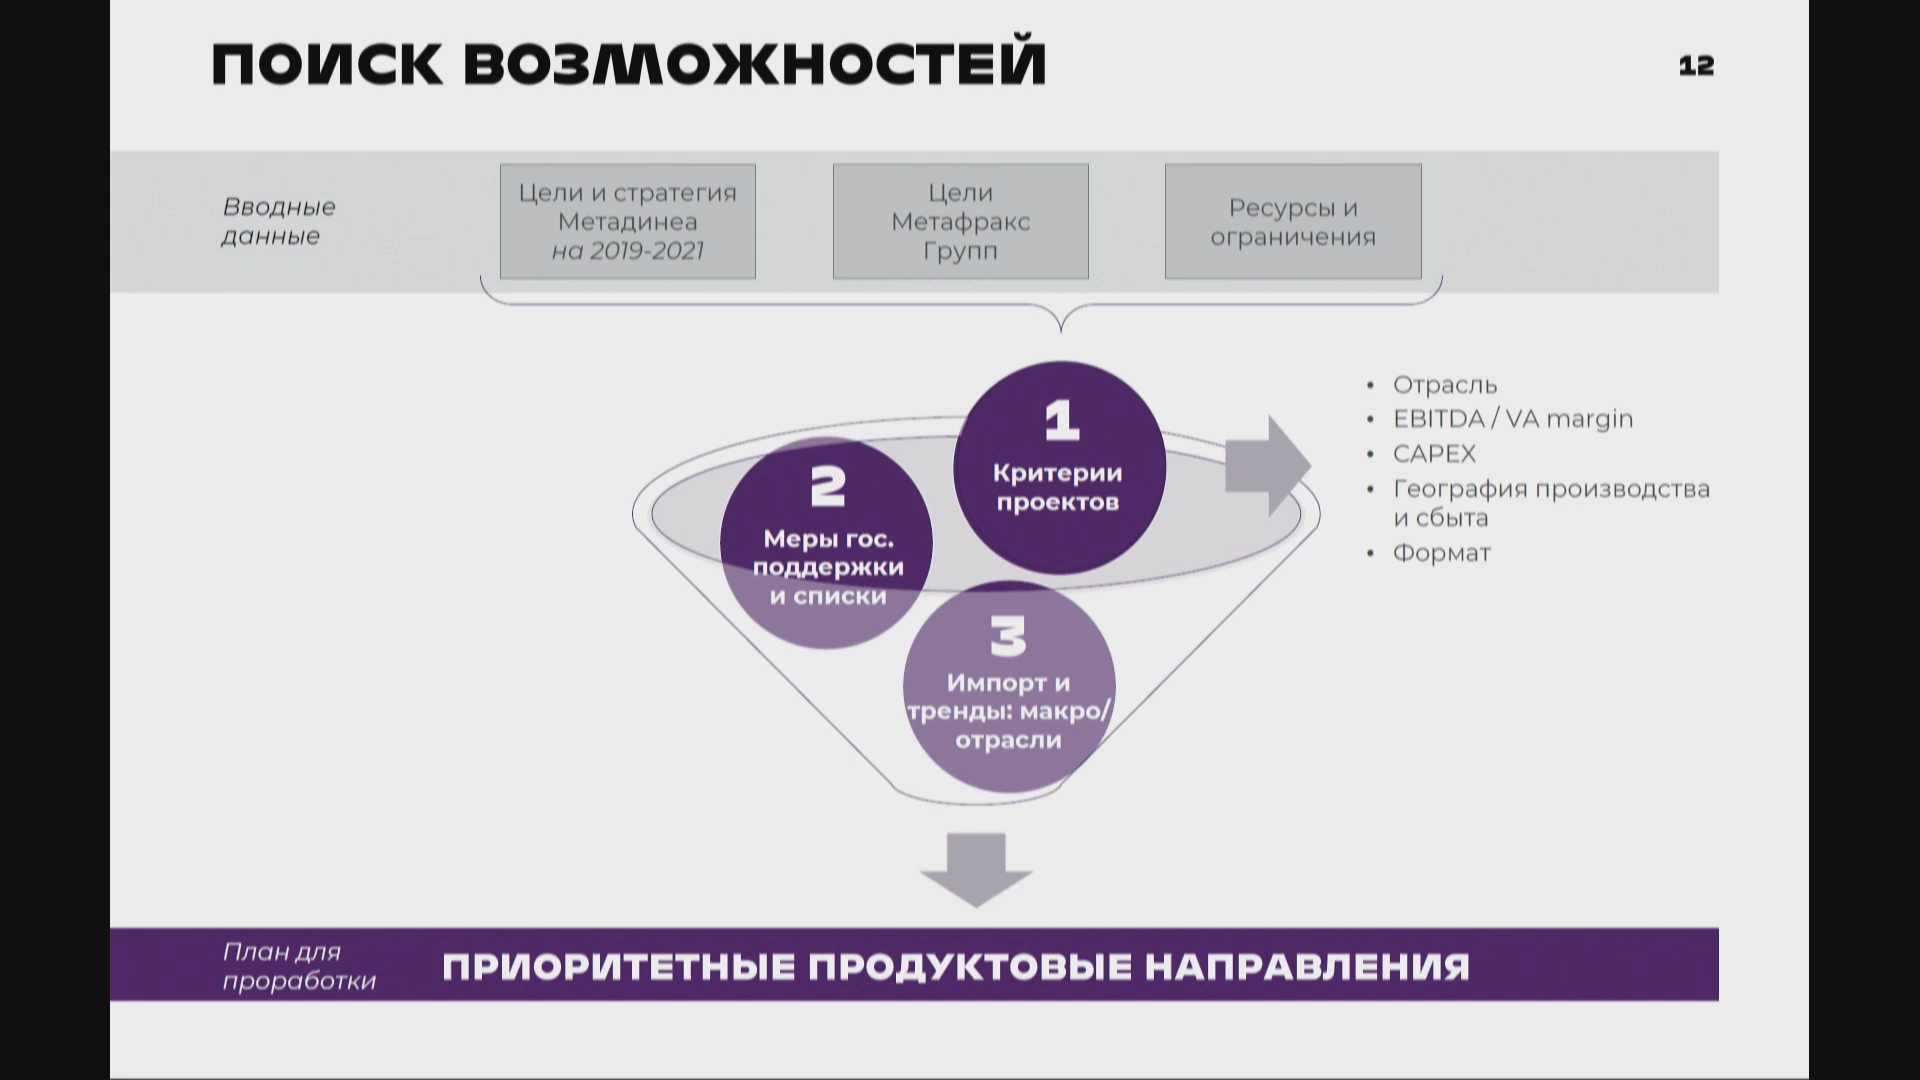 ПОИСК ВОЗМОЖНОСТЕЙ
12
Вводные
данные
Цели и стратегия
Метадинеа
на 2019-2021
Цели
Метафракс
Групп
Ресурсы и
ограничения
1
Критерии
проектов
• Отрасль
• EBITDA / VA margin
• CAPEX
• География производства
и сбыта
• Формат
2
Меры гос.
поддержки
и списки
3
Импорт и
тренды: макро/
отрасли
План для
проработки
ПРИОРИТЕТНЫЕ ПРОДУКТОВЫЕ НАПРАВЛЕНИЯ